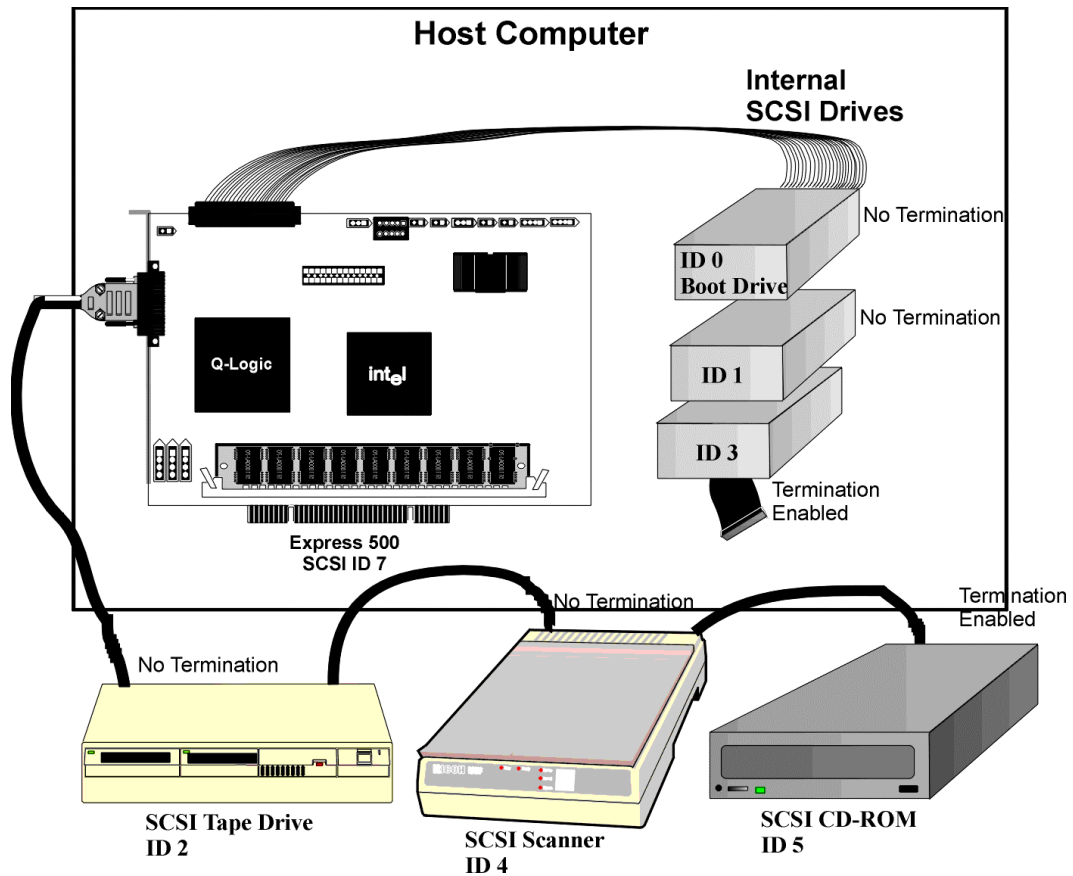 Host Computer
Internal
SCSI Drives
No Termination
ID 0
Boot Drive
No Termination
ID 1
ID 3
Termination
Enabled
Q-Logic
intel
Express 500
SCSI ID 7
No Termination
No Termination
Termination
Enabled
SCSI Tape Drive
ID 2
SCSI Scanner
ID 4
SCSI CD-ROM
ID 5